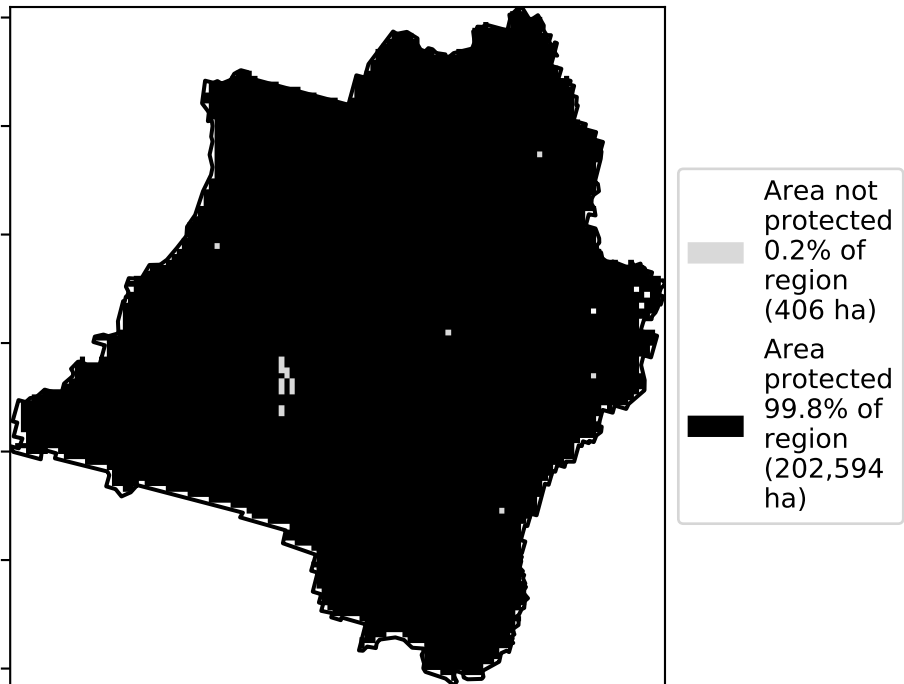 Area not
protected
0.2% of
region
(406 ha)
Area
protected
99.8% of
region
(202,594
ha)